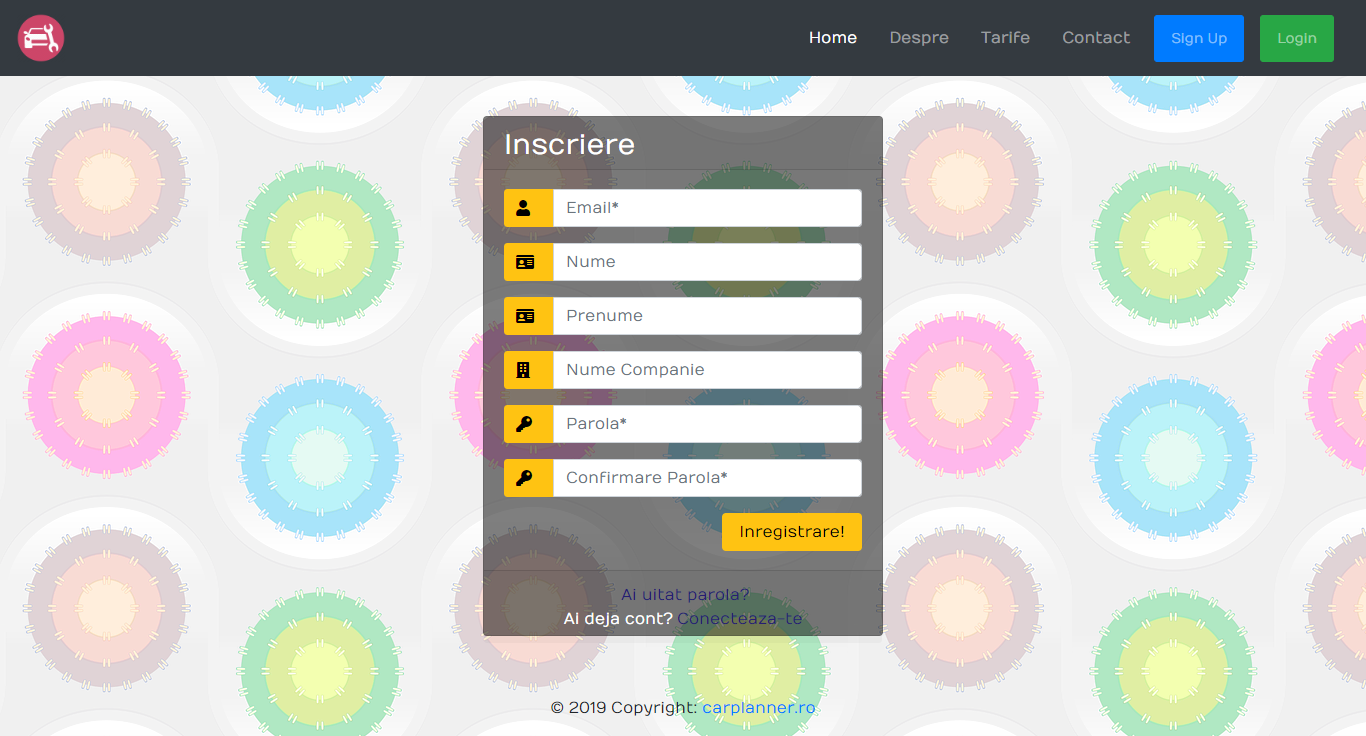 Home Despre Tarife Contact Sign Up Login
Inscriere
Email*
Nume
Prenume
Nume Companie
Parola*
Confirmare Parola*
Inregistrare!
Ai uitat parola?
Ai deja cont? Conecteaza-te
© 2019 Copyright: carplanner.ro